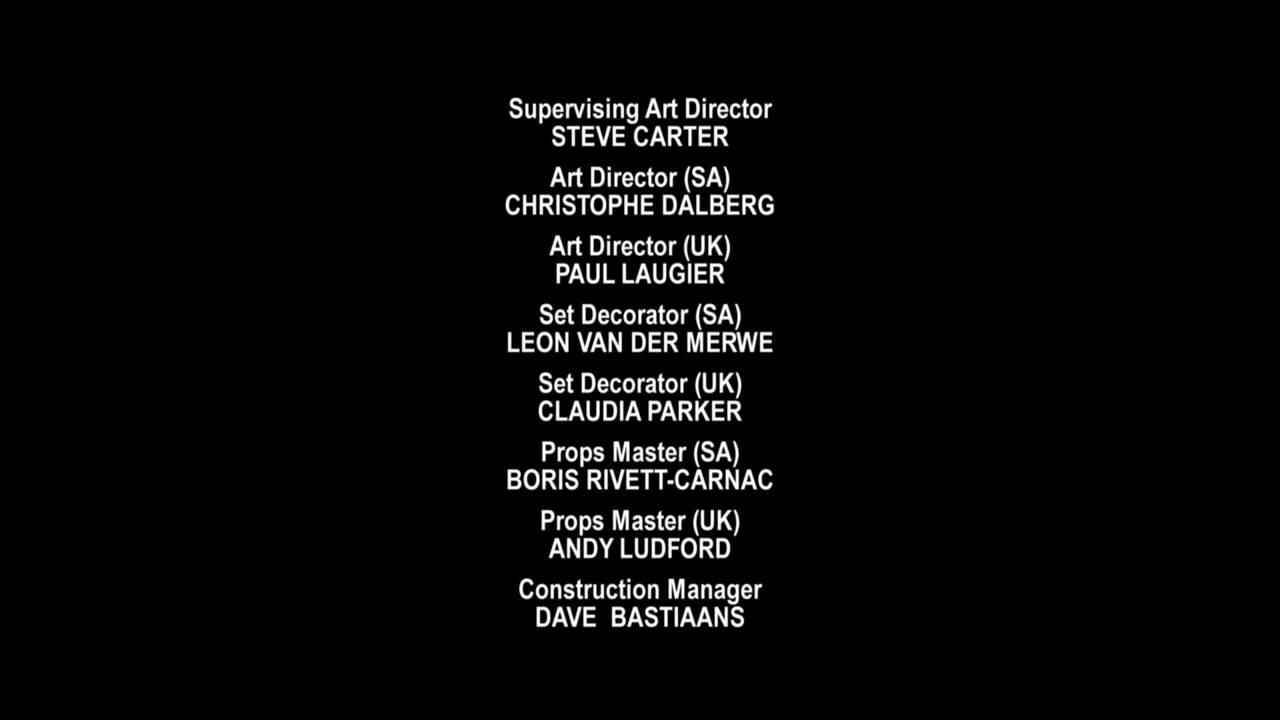 Supervising Art Director
STEVE CARTER
Art Director (SA)
CHRISTOPHE DALBERG
Art Director (UK)
PAUL LAUGIER
Set Decorator (SA)
LEON VAN DER MERWE
Set Decorator (UK)
CLAUDIA PARKER
Props Master (SA)
BORIS RIVETT-CARNAC
Props Master (UK)
ANDY LUDFORD
Construction Manager
DAVE  BASTIAANS